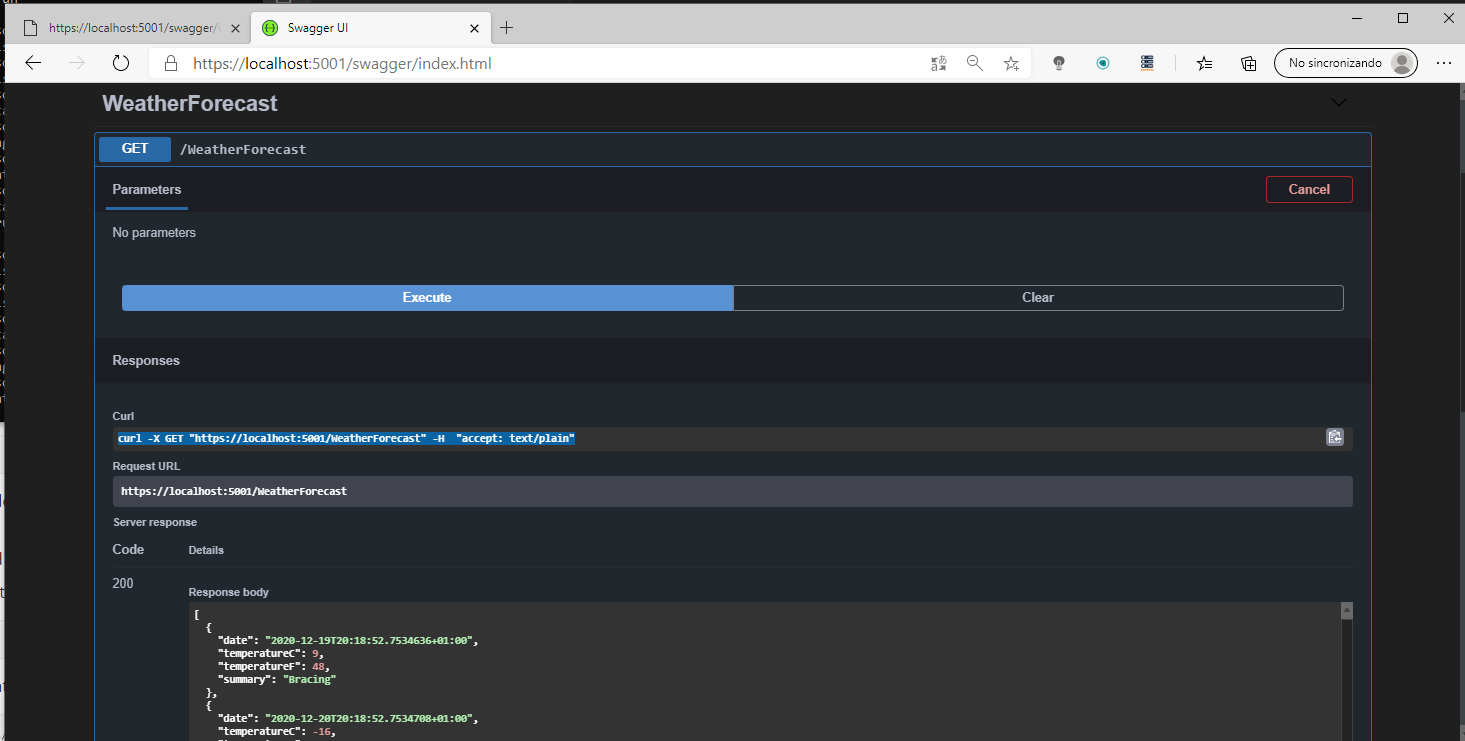 https://localhost:5001/swagger/
Swagger UI
https://localhost:5001/swagger/index.html
No sincronizando
WeatherForecast
GET /WeatherForecast
Parameters
Cancel
No parameters
Execute
Clear
Responses
Curl
curl -X GET "https://localhost:5001/WeatherForecast" -H  "accept: text/plain"
Request URL
https://localhost:5001/WeatherForecast
Server response
Code Details
200
Response body
[
{
"date": "2020-12-19T20:18:52.7534636+01:00",
"temperatureC": 9,
"temperatureF": 48,
"summary": "Bracing"
},
{
"date": "2020-12-20T20:18:52.7534708+01:00",
"temperatureC": -16,